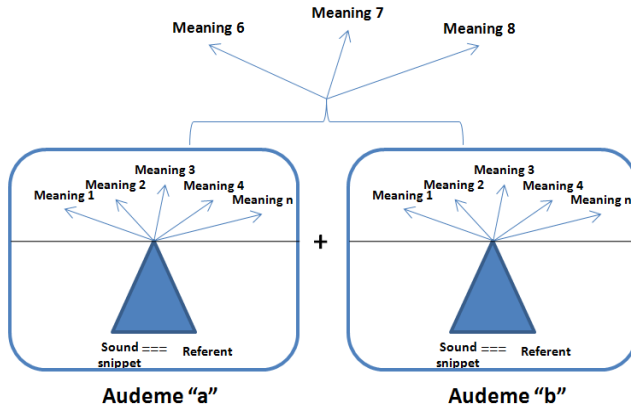 Meaning 7
Meaning 6
Meaning 8
Meaning 3
Meaning 2
Meaning 4
Meaning 1
Meaning n
Sound === Referent
snippet
Audeme “a”
+
Meaning 3
Meaning 2
Meaning 4
Meaning 1
Meaning n
Sound === Referent
snippet
Audeme “b”